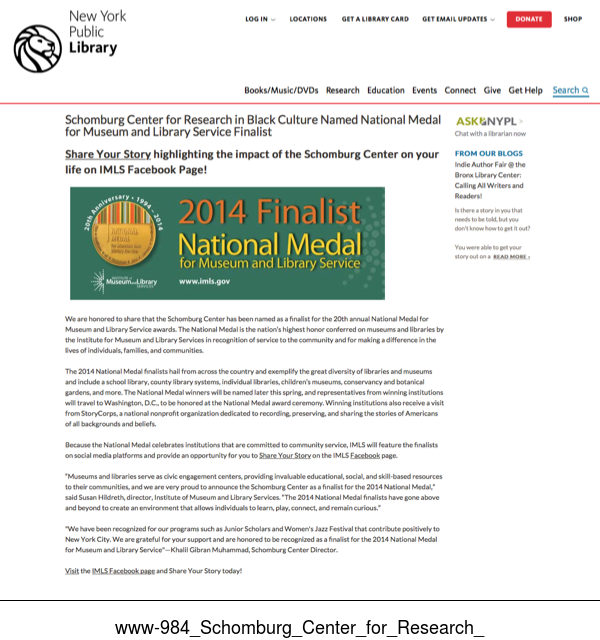 New York
Public
Library
LOG IN
LOCATIONS
GET A LIBRARY CARD
GET EMAIL UPDATES
DONATE
SHOP
Books/Music/DVDs Research Education Events Connect Give Get Help Search
Schomburg Center for Research in Black Culture Named National Medal
for Museum and Library Service Finalist
Share Your Story highlighting the impact of the Schomburg Center on your
life on IMLS Facebook Page!
20th Anniversary • 1994 - 2014
NATIONAL
MEDAL
2014 Finalist
National Medal
for Museum and Library Service
Museum and Library
SERVICES
www.imls.gov
We are honored to share that the Schomburg Center has been named as a finalist for the 20th annual National Medal for
Museum and Library Service awards. The National Medal is the nation's highest honor conferred on museums and libraries by
the Institute for Museum and Library Services in recognition of service to the community and for making a difference in the
lives of individuals, families, and communities.
The 2014 National Medal finalists hail from across the country and exemplify the great diversity of libraries and museums
and include a school library, county library systems, individual libraries, children's museums, conservancy and botanical
gardens, and more. The National Medal winners will be named later this spring, and representatives from winning institutions
will travel to Washington, D.C., to be honored at the National Medal award ceremony. Winning institutions also receive a visit
from StoryCorps, a national nonprofit organization dedicated to recording, preserving, and sharing the stories of Americans
of all backgrounds and beliefs.
Because the National Medal celebrates institutions that are committed to community service, IMLS will feature the finalists
on social media platforms and provide an opportunity for you to Share Your Story on the IMLS Facebook page.
"Museums and libraries serve as civic engagement centers, providing invaluable educational, social, and skill-based resources
to their communities, and we are very proud to announce the Schomburg Center as a finalist for the 2014 National Medal,"
said Susan Hildreth, director, Institute of Museum and Library Services. "The 2014 National Medal finalists have gone above
and beyond to create an environment that allows individuals to learn, play, connect, and remain curious."
"We have been recognized for our programs such as Junior Scholars and Women's Jazz Festival that contribute positively to
New York City. We are grateful for your support and are honored to be recognized as a finalist for the 2014 National Medal
for Museum and Library Service"—Khalil Gibran Muhammad, Schomburg Center Director.
Visit the IMLS Facebook page and Share Your Story today!
ASK NYPL >
Chat with a librarian now
FROM OUR BLOGS
Indie Author Fair @ the
Bronx Library Center:
Calling All Writers and
Readers!
Is there a story in you that
needs to be told, but you
don't know how to get it out?
You were able to get your
story out on a READ MORE ›
www-984_Schomburg_Center_for_Research_